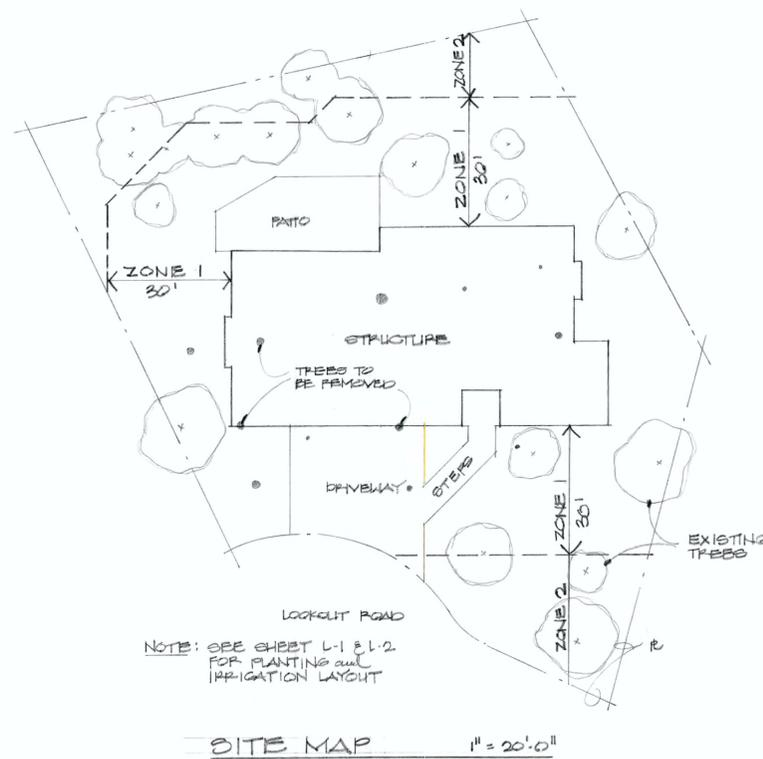 ZONE 2
ZONE 1
30'
PATIO
ZONE 1
30'
STRUCTURE
TREES TO
BE REMOVED
DRIVEWAY
STEPS
ZONE 1
30'
EXISTING
TREES
ZONE 2
LOOKOUT ROAD
NOTE: SEE SHEET L-1 & L-2
FOR PLANTING and
IRRIGATION LAYOUT
SITE MAP 1" = 20'-0"